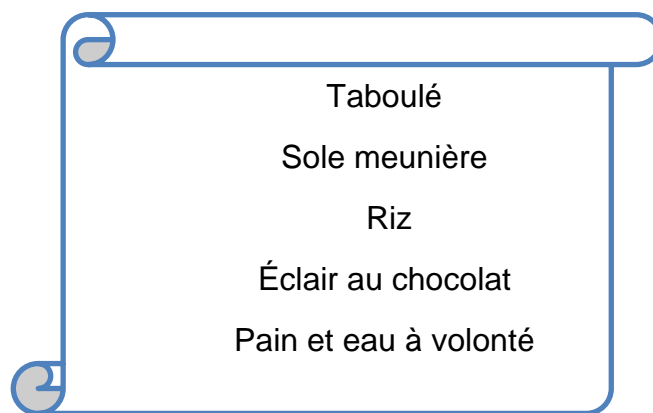 Taboulé
Sole meunière
Riz
Éclair au chocolat
Pain et eau à volonté